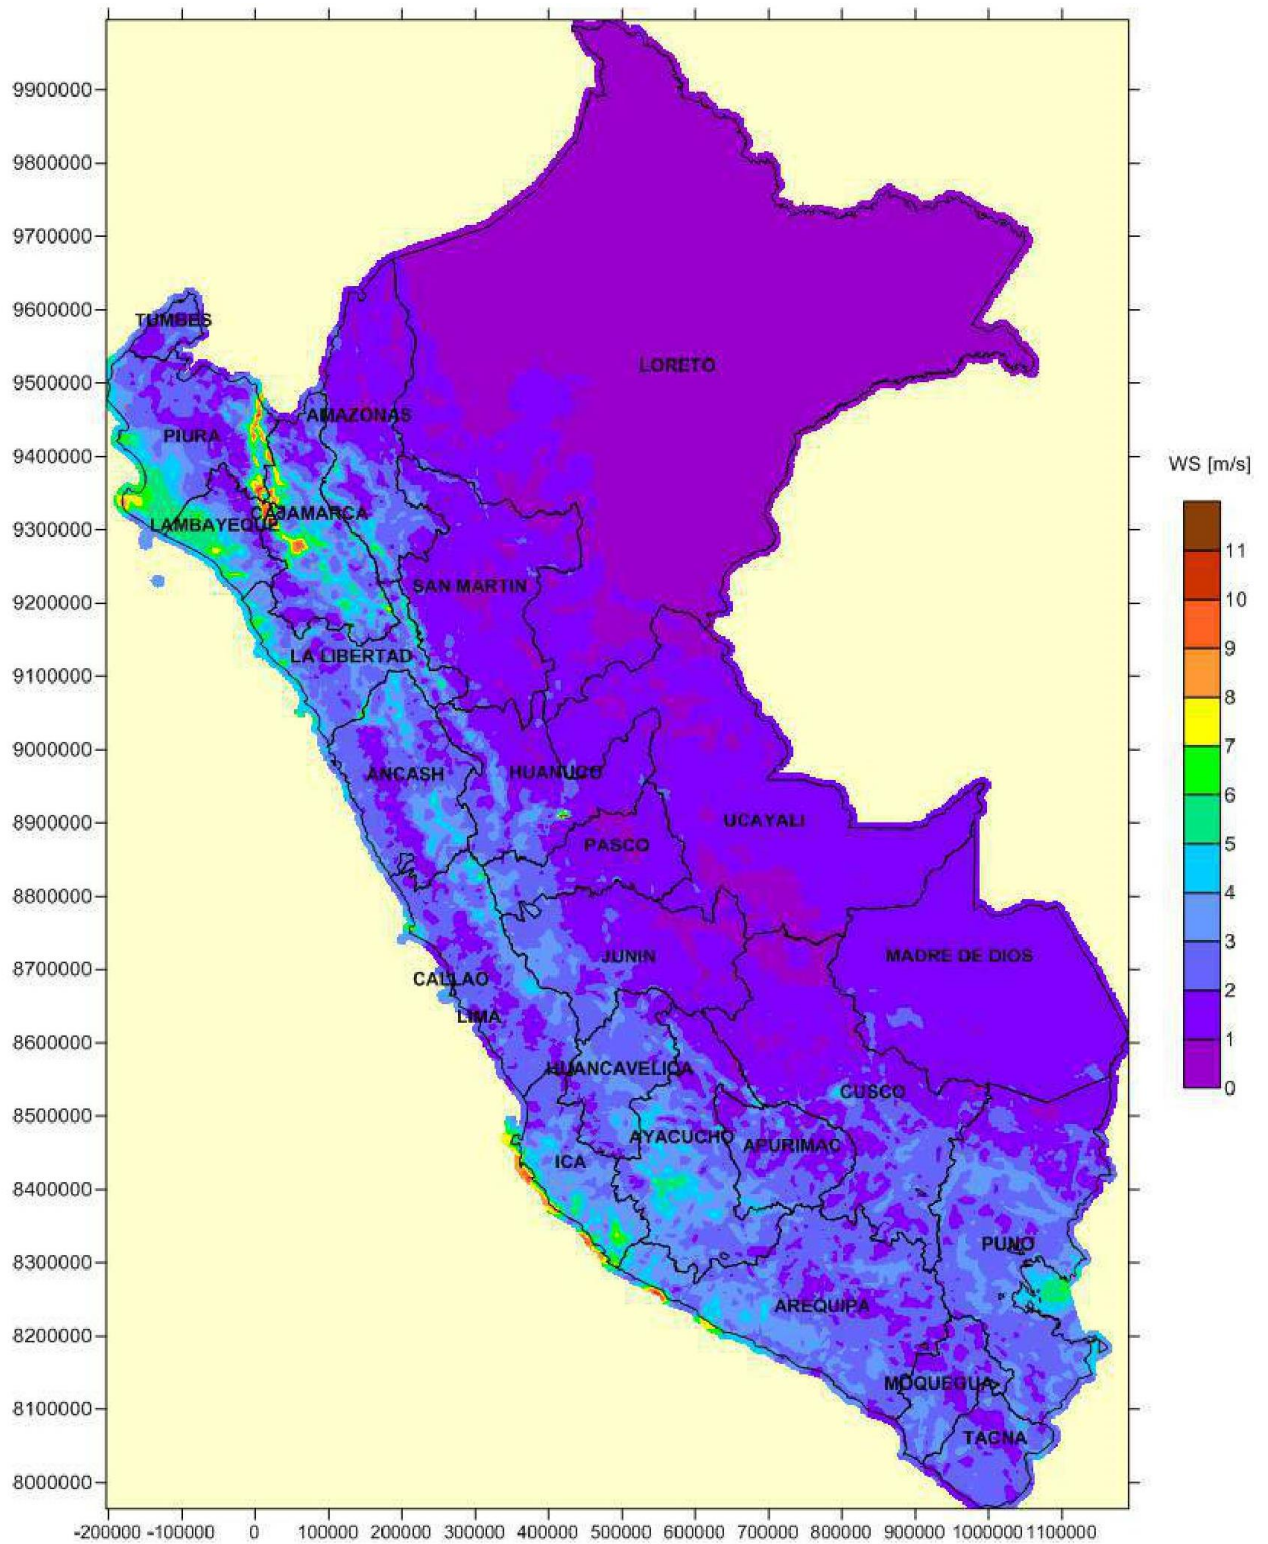 9900000
9800000
9700000
9600000
9500000
9400000
9300000
9200000
9100000
9000000
8900000
8800000
8700000
8600000
8500000
8400000
8300000
8200000
8100000
8000000
TUMBES
LORETO
AMAZONAS
PIURA
CAJAMARCA
LAMBAYEQUE
SAN MARTIN
LA LIBERTAD
ANCASH
HUANUCO
UCAYALI
PASCO
JUNIN
MADRE DE DIOS
CALLAO
LIMA
HUANCAVELICA
CUSCO
AYACUCHO
APURIMAC
ICA
PUNO
AREQUIPA
MOQUEGUA
TACNA
WS [m/s]
11
10
9
8
7
6
5
4
3
2
1
0
-200000 -100000 0 100000 200000 300000 400000 500000 600000 700000 800000 900000 1000000 1100000